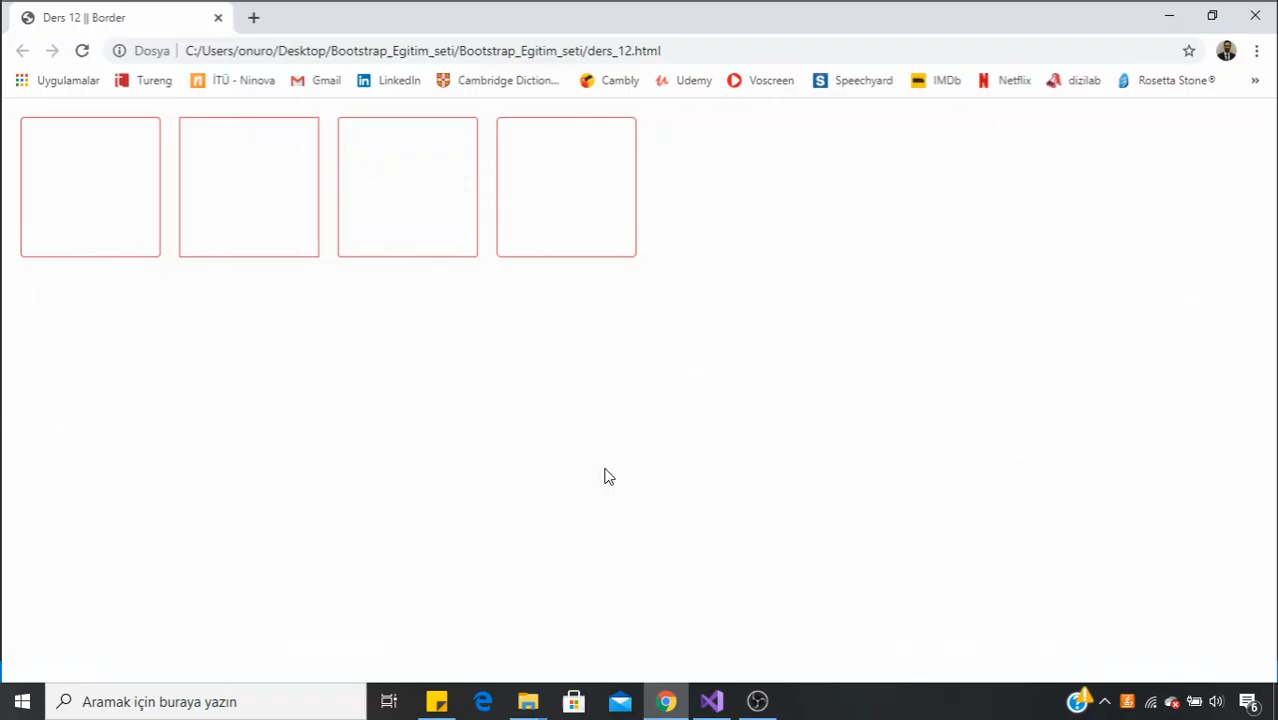 Ders 12 || Border
Dosya | C:/Users/onuro/Desktop/Bootstrap_Egitim_seti/Bootstrap_Egitim_seti/ders_12.html
Uygulamalar Tureng İTÜ - Ninova Gmail LinkedIn Cambridge Diction... Cambly Udemy Voscreen Speechyard IMDb Netflix dizilab Rosetta Stone® »
Aramak için buraya yazın
6